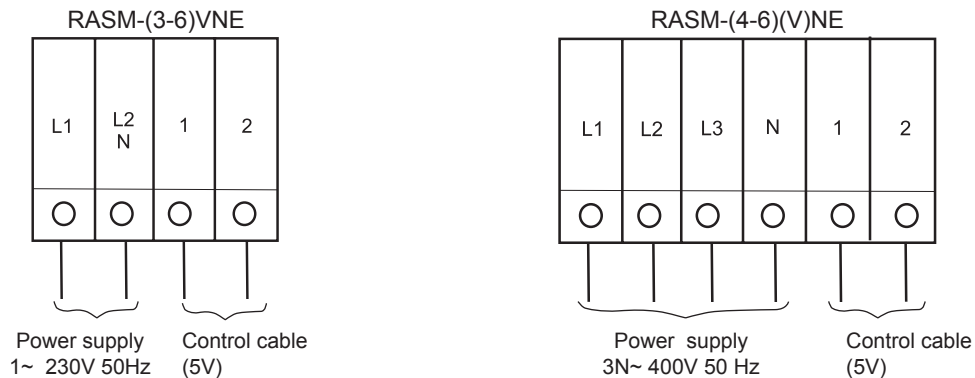 RASM-(3-6)VNE
L1
L2
N
1
2
Power supply
1~ 230V 50Hz
Control cable
(5V)
RASM-(4-6)(V)NE
L1
L2
L3
N
1
2
Power supply
3N~ 400V 50 Hz
Control cable
(5V)